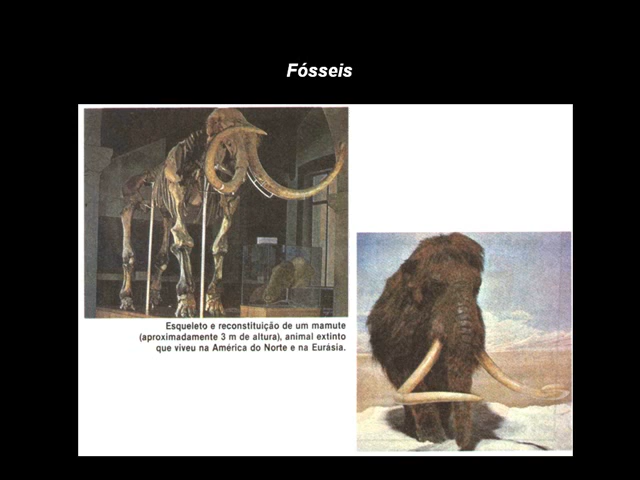 Fósseis
Esqueleto e reconstituição de um mamute
(aproximadamente 3 m de altura), animal extinto
que viveu na América do Norte e na Eurásia.